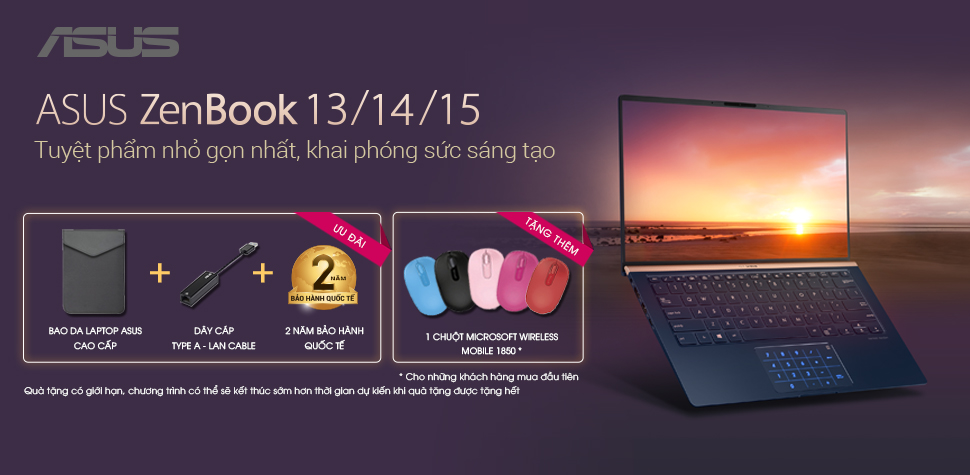 ASUS
ASUS ZenBook 13/14/15
Tuyệt phẩm nhỏ gọn nhất, khai phóng sức sáng tạo
ƯU ĐÃI
2
NĂM
BẢO HÀNH QUỐC TẾ
BAO DA LAPTOP ASUS
CAO CẤP
+
DÂY CÁP
TYPE A - LAN CABLE
+
2 NĂM BẢO HÀNH
QUỐC TẾ
TẶNG THÊM
1 CHUỘT MICROSOFT WIRELESS
MOBILE 1850 *
* Cho những khách hàng mua đầu tiên
Quà tặng có giới hạn, chương trình có thể sẽ kết thúc sớm hơn thời gian dự kiến khi quà tặng được tặng hết